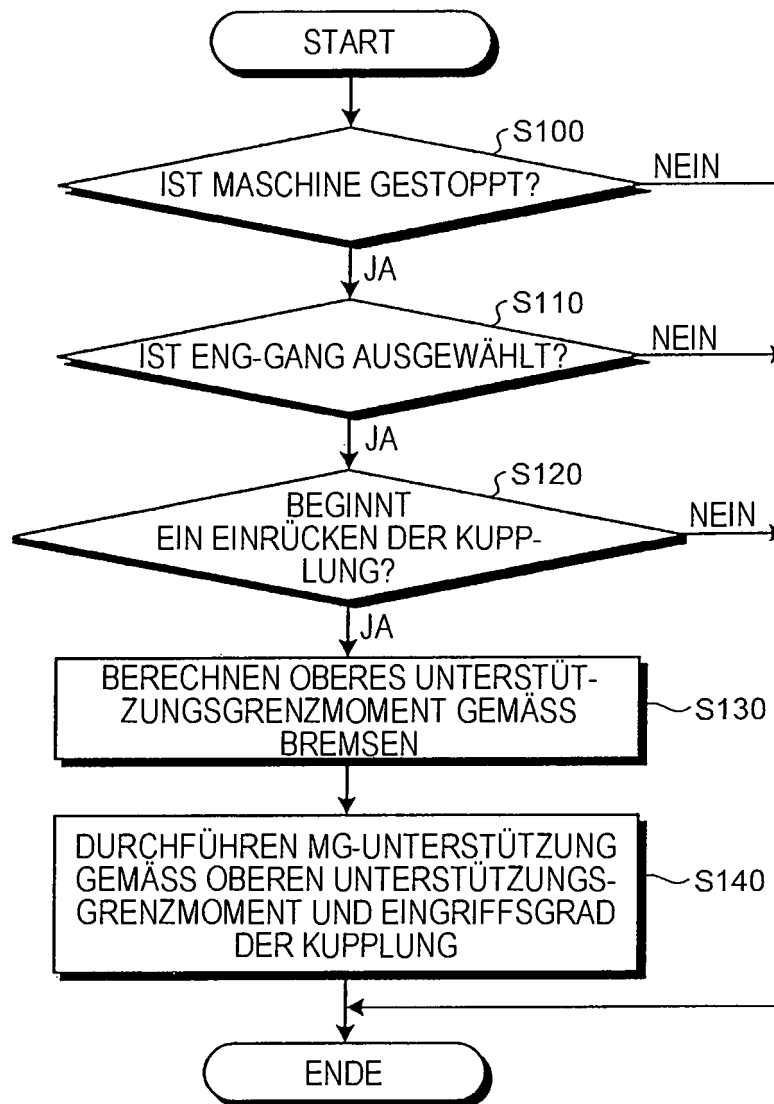 START
S100
IST MASCHINE GESTOPPT?
NEIN
JA
S110
IST ENG-GANG AUSGEWÄHLT?
NEIN
JA
S120
BEGINNT
EIN EINRÜCKEN DER KUPP-
LUNG?
NEIN
JA
BERECHNEN OBERES UNTERSTÜT-
ZUNGSGRENZMOMENT GEMÄSS
BREMSEN
S130
DURCHFÜHREN MG-UNTERSTÜTZUNG
GEMÄSS OBEREN UNTERSTÜTZUNGS-
GRENZMOMENT UND EINGRIFFSGRAD
DER KUPPLUNG
S140
ENDE